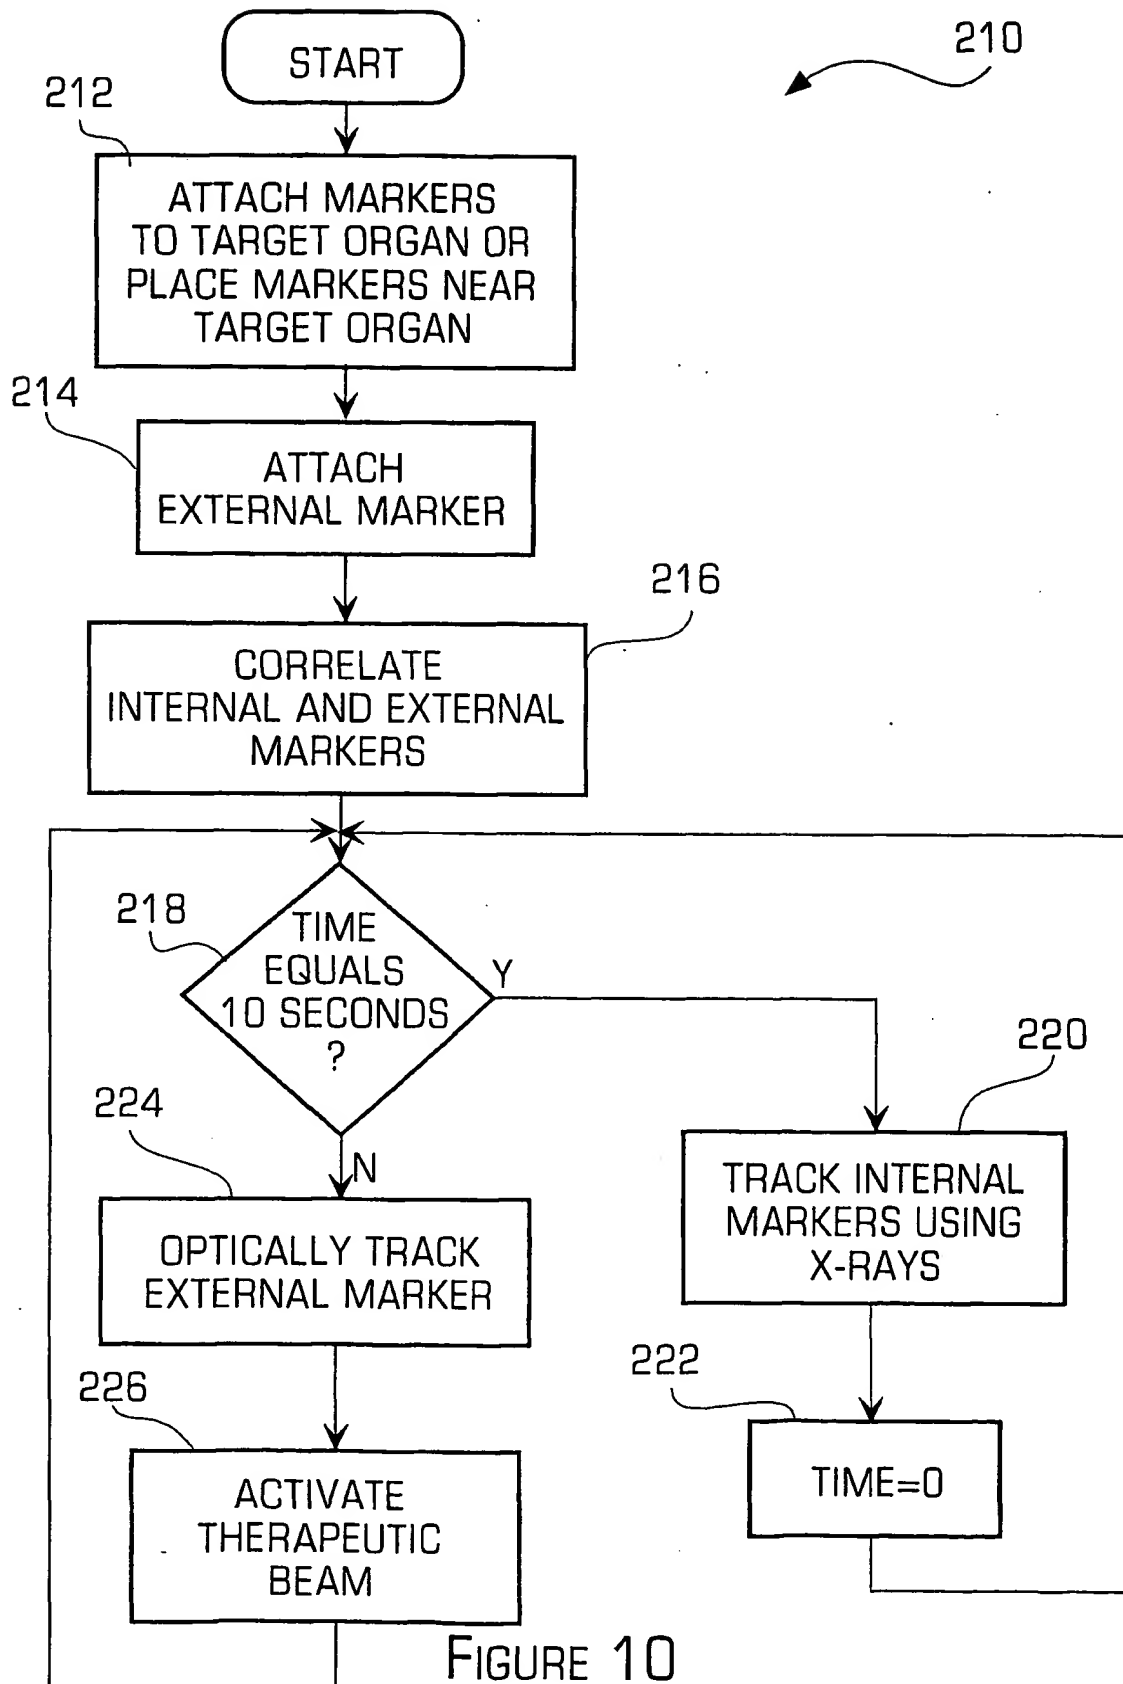 START
210
212
ATTACH MARKERS
TO TARGET ORGAN OR
PLACE MARKERS NEAR
TARGET ORGAN
214
ATTACH
EXTERNAL MARKER
216
CORRELATE
INTERNAL AND EXTERNAL
MARKERS
218
TIME
EQUALS
10 SECONDS
?
Y
N
220
TRACK INTERNAL
MARKERS USING
X-RAYS
224
OPTICALLY TRACK
EXTERNAL MARKER
222
TIME=0
226
ACTIVATE
THERAPEUTIC
BEAM
FIGURE 10